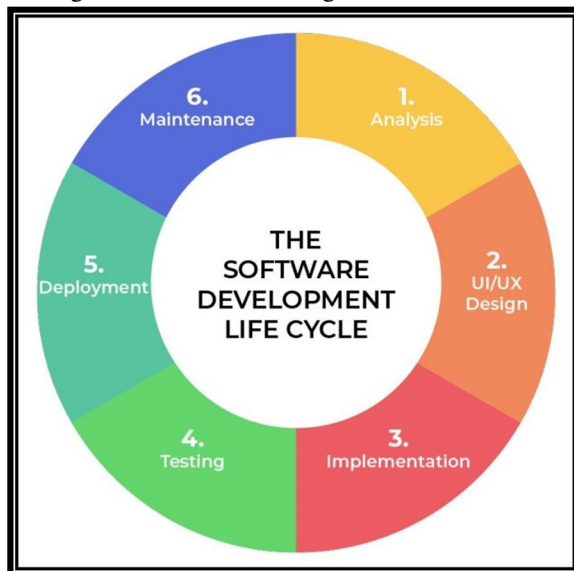 THE
SOFTWARE
DEVELOPMENT
LIFE CYCLE
1.
Analysis
2.
UI/UX
Design
3.
Implementation
4.
Testing
5.
Deployment
6.
Maintenance